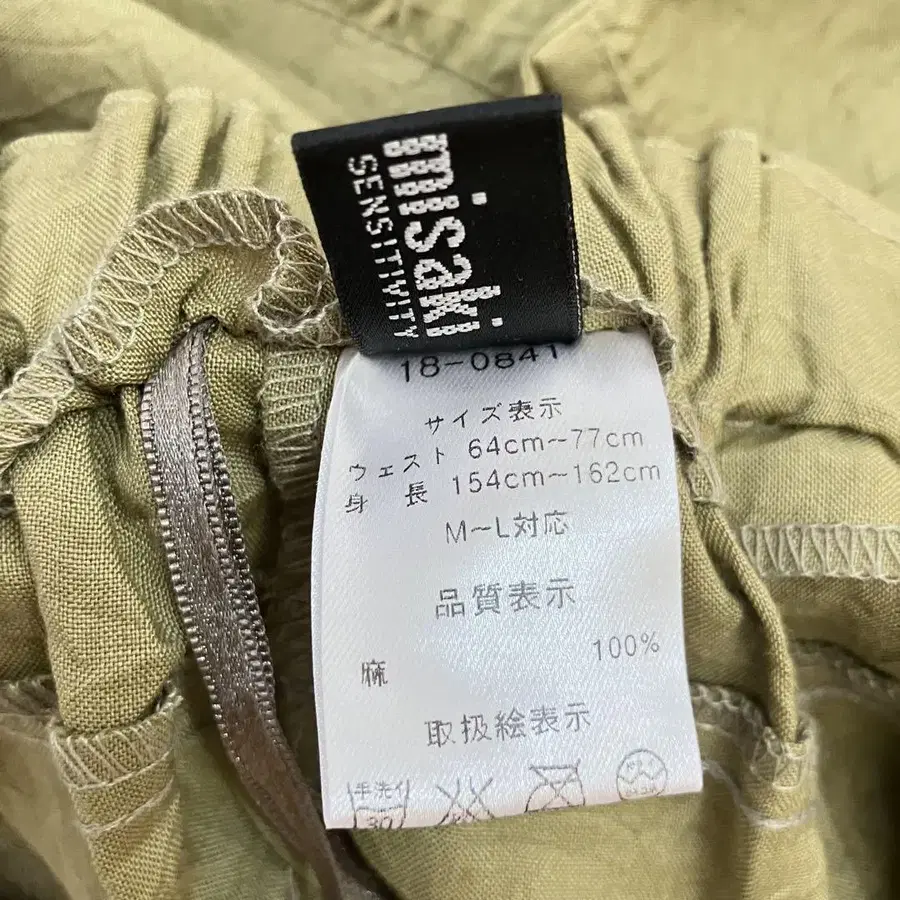 misaki
SENSITIVITY
18-0841
サイズ表示
ウェスト 64cm~77cm
身長 154cm~162cm
M~L対応
品質表示
麻 100%
取扱絵表示
手洗イ
30